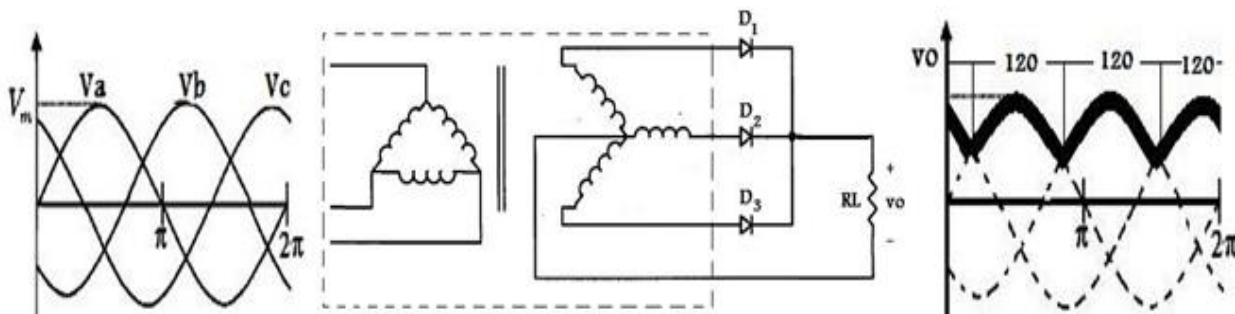 Va Vb Vc
Vm
π
2π
D1
D2
D3
RL
+
vo
-
vo
120 120 120
π
2π